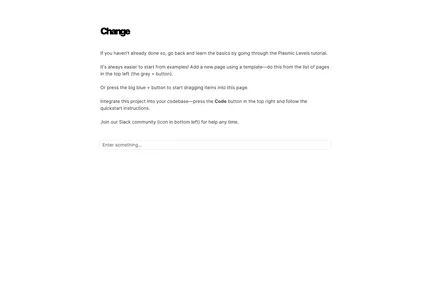 Change
If you haven't already done so, go back and learn the basics by going through the Plasmic Levels tutorial.
It's always easier to start from examples! Add a new page using a template—do this from the list of pages
in the top left (the gray + button).
Or press the big blue + button to start dragging items into this page.
Integrate this project into your codebase—press the Code button in the top right and follow the
quickstart instructions.
Join our Slack community (icon in bottom left) for help any time.
Enter something...